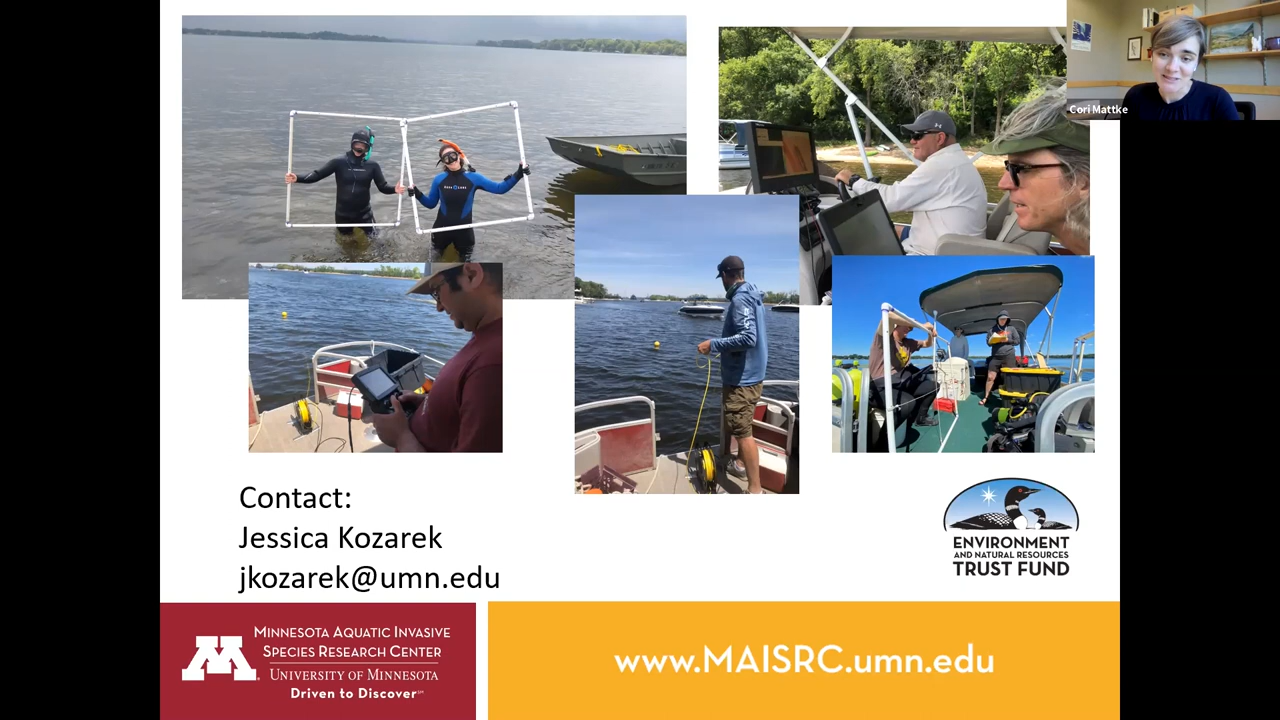 Cori Mattke
Contact:
Jessica Kozarek
jkozarek@umn.edu
ENVIRONMENT
AND NATURAL RESOURCES
TRUST FUND
MINNESOTA AQUATIC INVASIVE
SPECIES RESEARCH CENTER
UNIVERSITY OF MINNESOTA
Driven to Discover℠
www.MAISRC.umn.edu